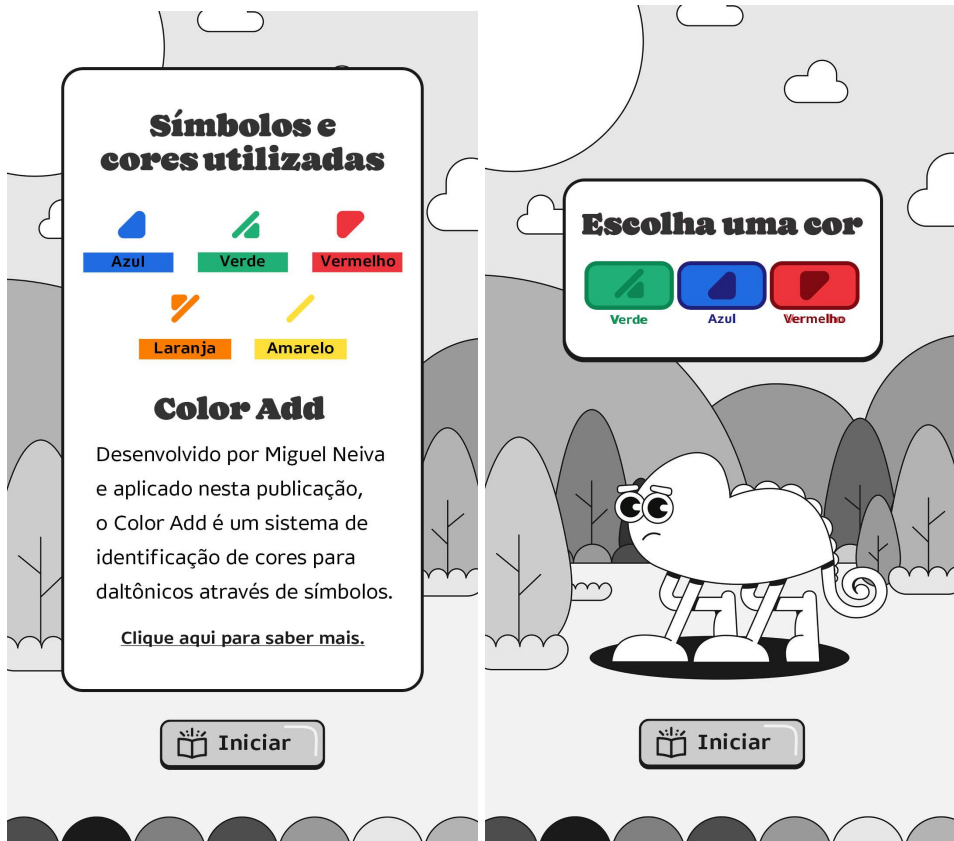 Símbolos e
cores utilizadas
Azul
Verde
Vermelho
Laranja
Amarelo
Color Add
Desenvolvido por Miguel Neiva
e aplicado nesta publicação,
o Color Add é um sistema de
identificação de cores para
daltônicos através de símbolos.
Clique aqui para saber mais.
Iniciar
Escolha uma cor
Verde
Azul
Vermelho
Iniciar